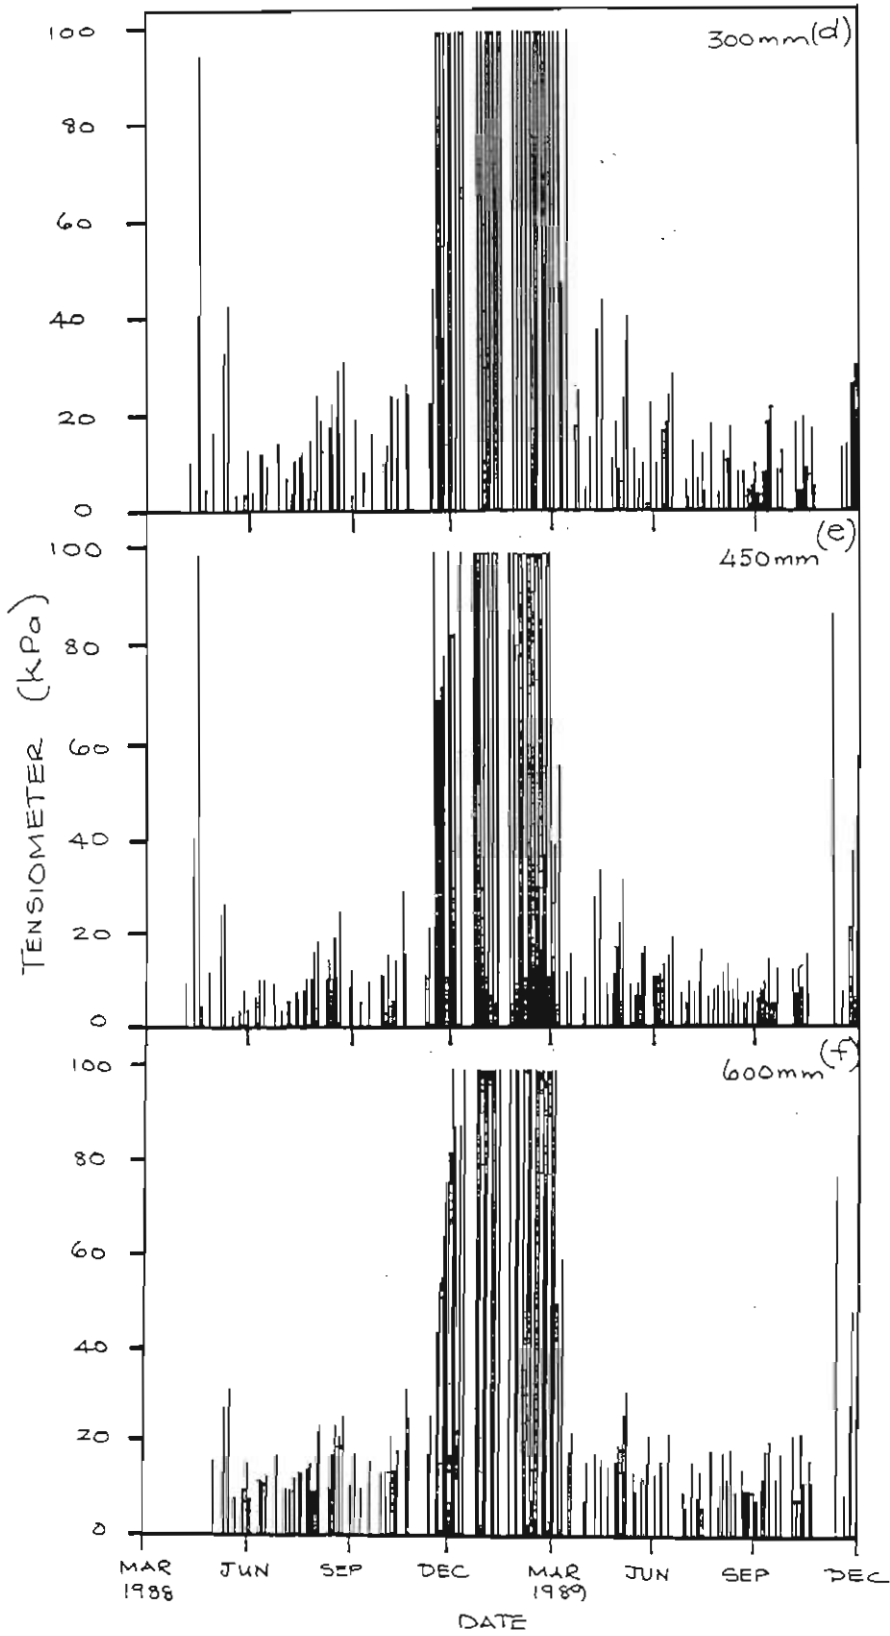 300mm (d)
100
80
60
40
20
0
(e)
450mm
100
80
60
40
20
0
TENSIOMETER (kPa)
(f)
600mm
100
80
60
40
20
0
MAR JUN SEP DEC MAR JUN SEP DEC
1988 1989
DATE